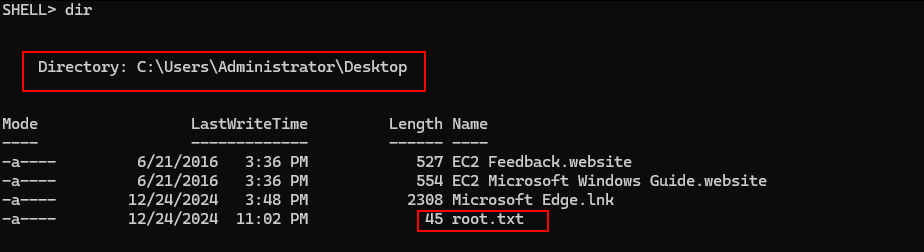 SHELL> dir
Directory: C:\Users\Administrator\Desktop
Mode                 LastWriteTime         Length Name
----                 -------------         ------ ----
-a----         6/21/2016   3:36 PM            527 EC2 Feedback.website
-a----         6/21/2016   3:36 PM            554 EC2 Microsoft Windows Guide.website
-a----        12/24/2024   3:48 PM           2308 Microsoft Edge.lnk
-a----        12/24/2024  11:02 PM             45 root.txt